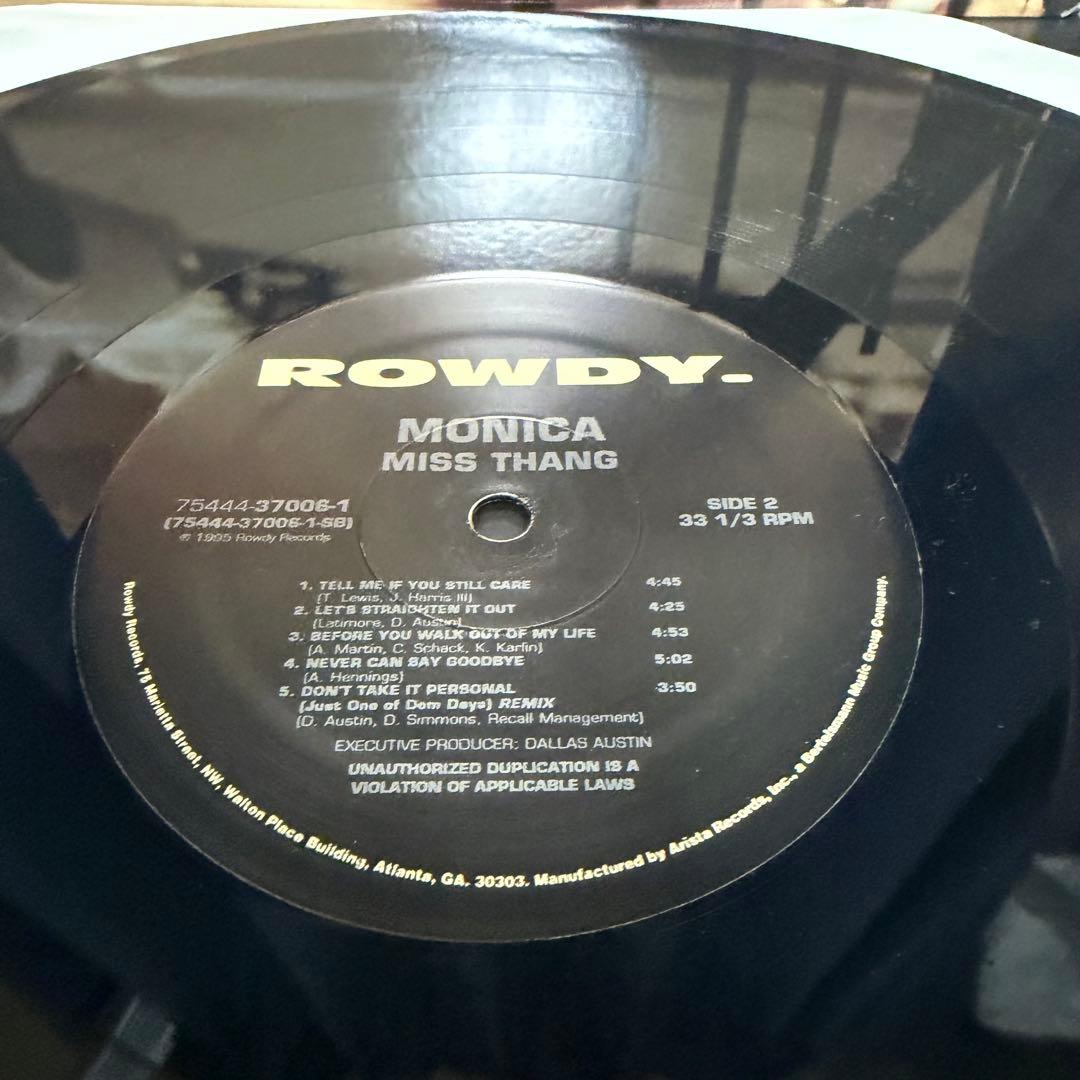 ROWDY.
MONICA
MISS THANG
75444-37006-1
(75444-37006-1-SB)
℗ 1995 Rowdy Records
SIDE 2
33 1/3 RPM
1. TELL ME IF YOU STILL CARE 4:45
(T. Lewis, J. Harris III)
2. LET'S STRAIGHTEN IT OUT 4:25
(Latimore, D. Austin)
3. BEFORE YOU WALK OUT OF MY LIFE 4:53
(A. Martin, C. Schack, K. Karlin)
4. NEVER CAN SAY GOODBYE 5:02
(A. Hennings)
5. DON'T TAKE IT PERSONAL 3:50
(Just One of Dem Days) REMIX
(D. Austin, D. Simmons, Recall Management)
EXECUTIVE PRODUCER: DALLAS AUSTIN
UNAUTHORIZED DUPLICATION IS A
VIOLATION OF APPLICABLE LAWS
Rowdy Records, 75 Marietta Street, NW, Walton Place Building, Atlanta, GA. 30303. Manufactured by Arista Records, Inc., a Bertelsmann Music Group Company.